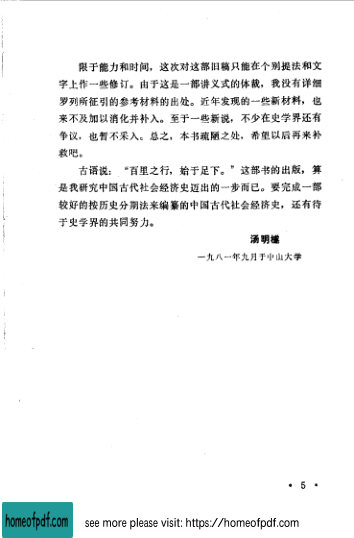 限于能力和时间，这次对这部旧稿只能在个别提法和文
字上作一些修订。由于这是一部讲义式的体裁，我没有详细
罗列所征引的参考材料的出处。近年发现的一些新材料，也
来不及加以消化并补入。至于一些新说，不少在史学界还有
争议，也暂不采入。总之，本书疏陋之处，希望以后再来补
救吧。
古语说：“百里之行，始于足下。”这部书的出版，算
是我研究中国古代社会经济史迈出的一步而已。要完成一部
较好的按历史分期法来编纂的中国古代社会经济史，还有待
于史学界的共同努力。
汤明檖
一九八一年九月于中山大学
• 5 •
homeofpdf.com
see more please visit: https://homeofpdf.com